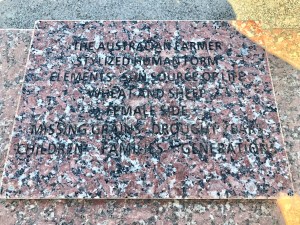 THE AUSTRALIAN FARMER
STYLIZED HUMAN FORM
ELEMENTS SUN SOURCE OF LIFE
WHEAT AND SHEEP
FEMALE SIDE
MISSING GRAINS DROUGHT
CHILDREN FAMILIES GENERATION